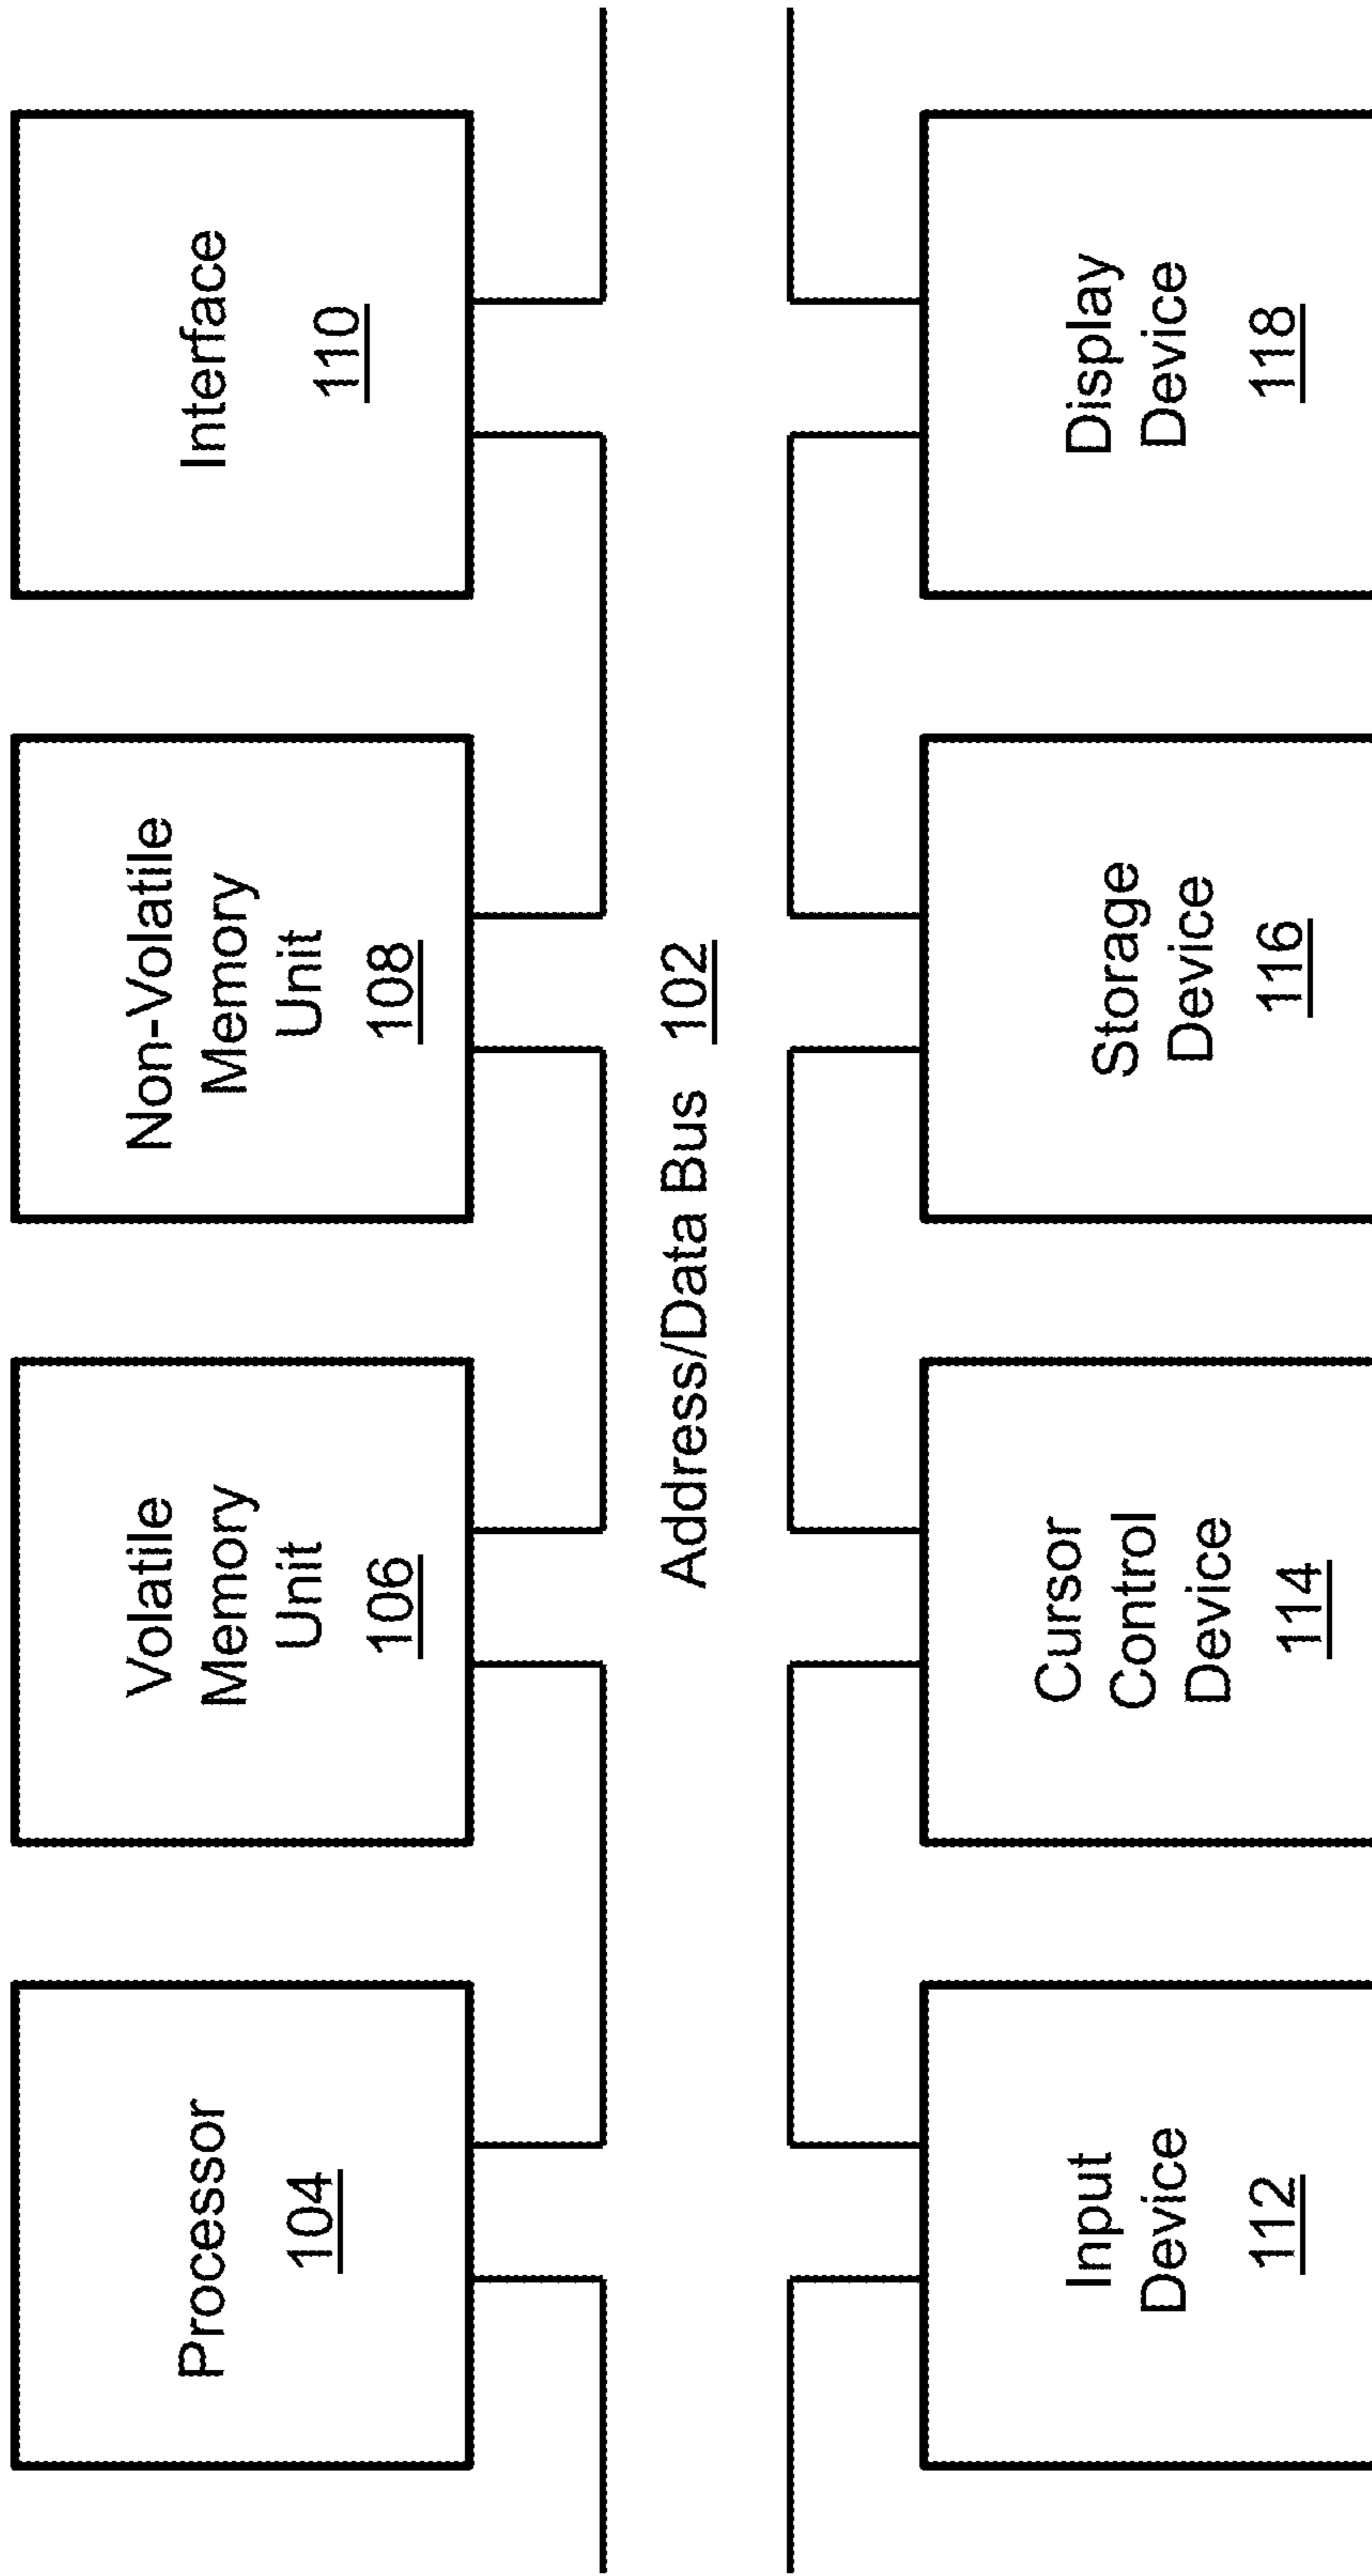 Processor
104
Volatile
Memory
Unit
106
Non-Volatile
Memory
Unit
108
Interface
110
Address/Data Bus 102
Input
Device
112
Cursor
Control
Device
114
Storage
Device
116
Display
Device
118